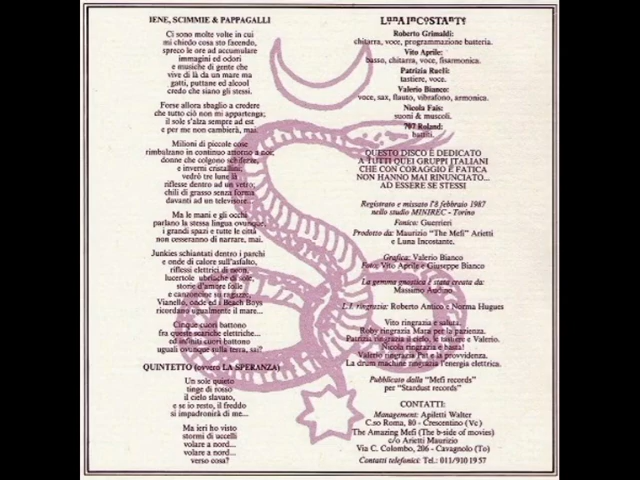 IENE, SCIMMIE & PAPPAGALLI
Ci sono molte volte in cui
mi chiedo cosa sto facendo,
spreco le ore ad accumulare
immagini ed odori
e musiche di gente che
vive di là da un mare ma
gatti, puttane ed alcool
credo che siano gli stessi.
Forse allora sbaglio a credere
che tutto ciò non mi appartenga;
il sole s'alza sempre ad est
e per me non cambierà, mai.
Milioni di piccole cose
rimbalzano in continuo attorno a noi:
donne che colgono schiferite,
e inverni cristallini;
vedrò tre lune là
riflesse dentro ad un vetro;
chili di grasso senza forma
davanti ad un televisore...
Ma le mani e gli occhi
parlano la stessa lingua ovunque,
i grandi spazi e tutte le città
non cesseranno di narrare, mai.
Junkies schiantati dentro i parchi
e onde di calore sull'asfalto,
riflessi elettrici di neon,
lucertole ubriache di sole,
storie d'amore folle
e canzoncine su ragazze,
Vianello, onde ed i Beach Boys
ricordano ugualmente il mare...
Cinque cuori battono
fra queste scariche elettriche...
ed infiniti cuori battono
uguali ovunque sulla terra, sai?
QUINTETTO (ovvero LA SPERANZA)
Un sole quieto
tinge di rosso
il cielo slavato,
e se io resto, il freddo
si impadronirà di me...
Ma ieri ho visto
stormi di uccelli
volare a nord...
volare a nord...
verso cosa?
LUNA INCOSTANTE
Roberto Grimaldi:
chitarra, voce, programmazione batteria.
Vito Aprile:
basso, chitarra, voce, fisarmonica.
Patrizia Ruelì:
tastiere, voce.
Valerio Bianco:
voce, sax, flauto, vibrafono, armonica.
Nicola Fais:
suoni & muscoli.
707 Roland:
battiti.
QUESTO DISCO È DEDICATO
A TUTTI QUEI GRUPPI ITALIANI
CHE CON CORAGGIO E FATICA
NON HANNO MAI RINUNCIATO...
AD ESSERE SE STESSI
Registrato e missato l'8 febbraio 1987
nello studio MINIREC - Torino
Fonico: Guerrieri
Prodotto da: Maurizio "The Mefi" Arietti
e Luna Incostante.
Grafica: Valerio Bianco
Foto: Vito Aprile e Giuseppe Bianco
La gemma gnostica è stata creata da:
Massimo Audino.
L.I. ringrazia: Roberto Antico e Norma Hugues
Vito ringrazia e saluta.
Roby ringrazia Mara per la pazienza.
Patrizia ringrazia il cielo, le tastiere e Valerio.
Nicola ringrazia e basta!
Valerio ringrazia Pat e la provvidenza.
La drum machine ringrazia l'energia elettrica.
Pubblicato dalla "Mefi records"
per "Stardust records"
CONTATTI:
Management: Apiletti Walter
C.so Roma, 80 - Crescentino (Vc)
The Amazing Mefi (The b-side of movies)
c/o Arietti Maurizio
Via C. Colombo, 206 - Cavagnolo (To)
Contatti telefonici: Tel.: 011/9101957